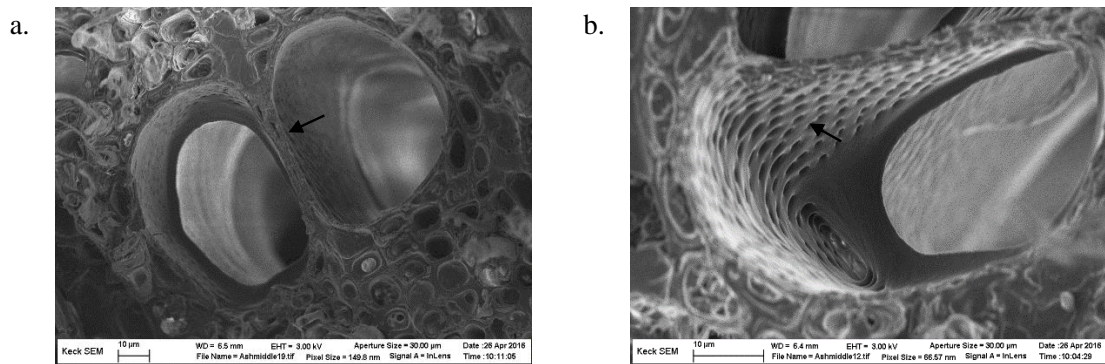 a.
b.
Keck SEM 10 µm WD = 6.5 mm EHT = 3.00 kV Aperture Size = 30.00 µm Date :26 Apr 2016
File Name = Ashmiddle19.tif Pixel Size = 149.8 nm Signal A = InLens Time :10:11:05
Keck SEM 10 µm WD = 6.4 mm EHT = 3.00 kV Aperture Size = 30.00 µm Date :26 Apr 2016
File Name = Ashmiddle12.tif Pixel Size = 66.57 nm Signal A = InLens Time :10:04:29